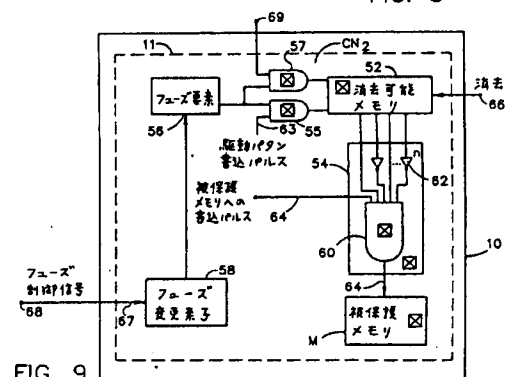 69
11
57
CN2
52
フューズ要素
消去可能
メモリ
消去
66
56
63
55
駆動パタン
書込パルス
54
n
62
被保護
メモリへの
書込パルス
64
60
10
58
フューズ
変更素子
フューズ
制御信号
68
67
64
被保護
メモリ
M
FIG. 9